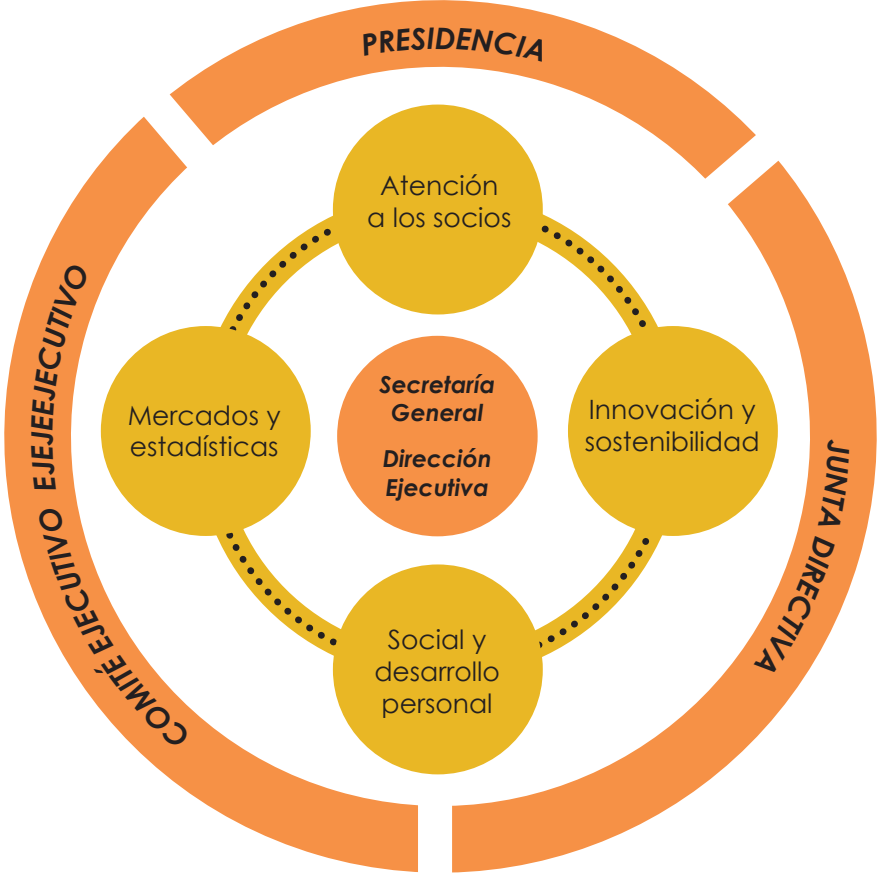 PRESIDENCIA
Atención
a los socios
COMITÉ EJECUTIVO EJEJEEJECUTIVO
Mercados y
estadísticas
Secretaría
General
Dirección
Ejecutiva
Innovación y
sostenibilidad
JUNTA DIRECTIVA
Social y
desarrollo
personal